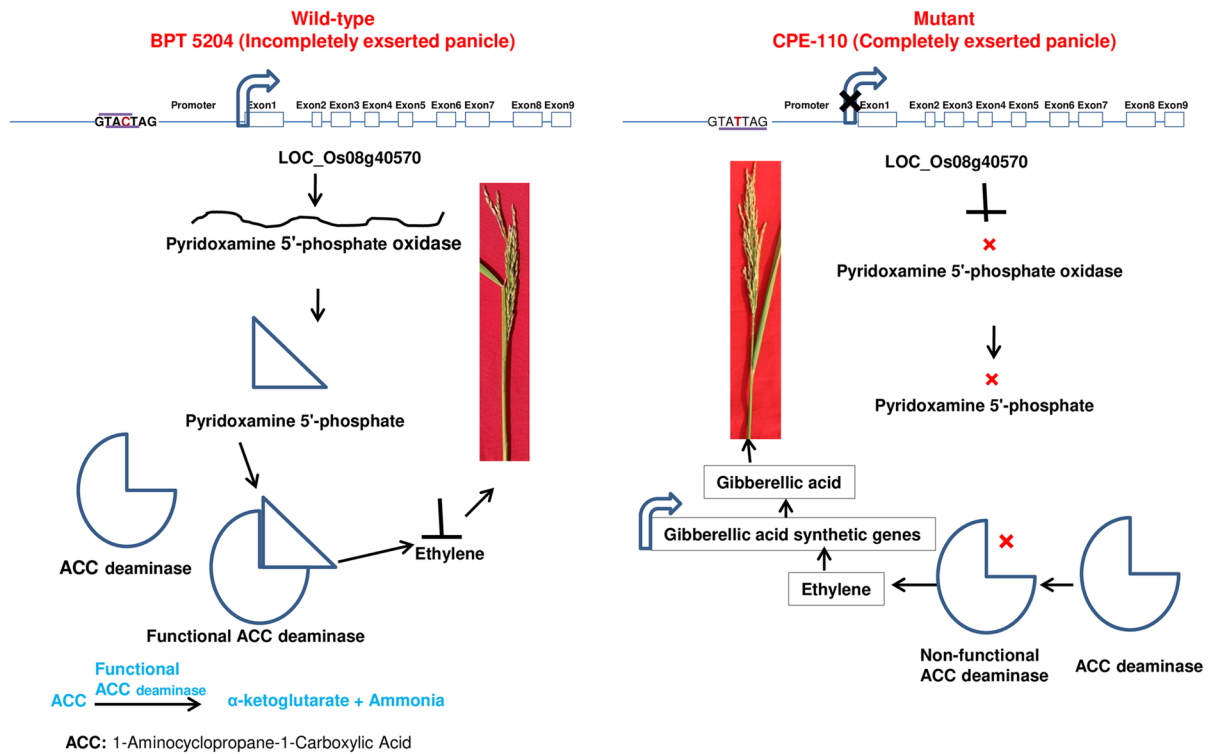 Wild-type
BPT 5204 (Incompletely exserted panicle)
Promoter
Exon1
Exon2
Exon3
Exon4
Exon5
Exon6
Exon7
Exon8
Exon9
GTACTAG
LOC_Os08g40570
Pyridoxamine 5'-phosphate oxidase
Pyridoxamine 5'-phosphate
ACC deaminase
Functional ACC deaminase
Ethylene
Functional
ACC deaminase
ACC
α-ketoglutarate + Ammonia
ACC: 1-Aminocyclopropane-1-Carboxylic Acid
Mutant
CPE-110 (Completely exserted panicle)
Promoter
Exon1
Exon2
Exon3
Exon4
Exon5
Exon6
Exon7
Exon8
Exon9
GTATTAG
LOC_Os08g40570
Pyridoxamine 5'-phosphate oxidase
Pyridoxamine 5'-phosphate
Gibberellic acid
Gibberellic acid synthetic genes
Ethylene
Non-functional
ACC deaminase
ACC deaminase